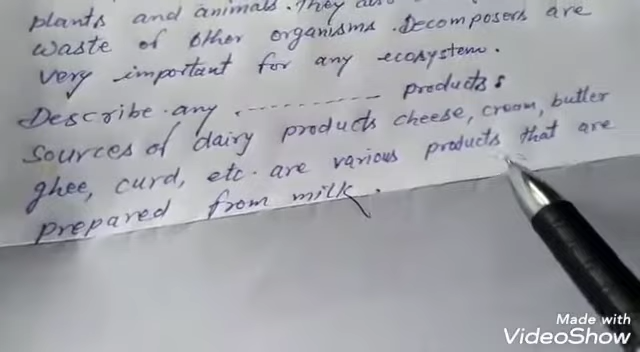 plants and animals. They also
waste of other organisms. Decomposers are
very important for any ecosystem.
Describe any ---------- products:
Sources of dairy products cheese, cream, butter
ghee, curd, etc. are various products that are
prepared from milk.
Made with
VideoShow